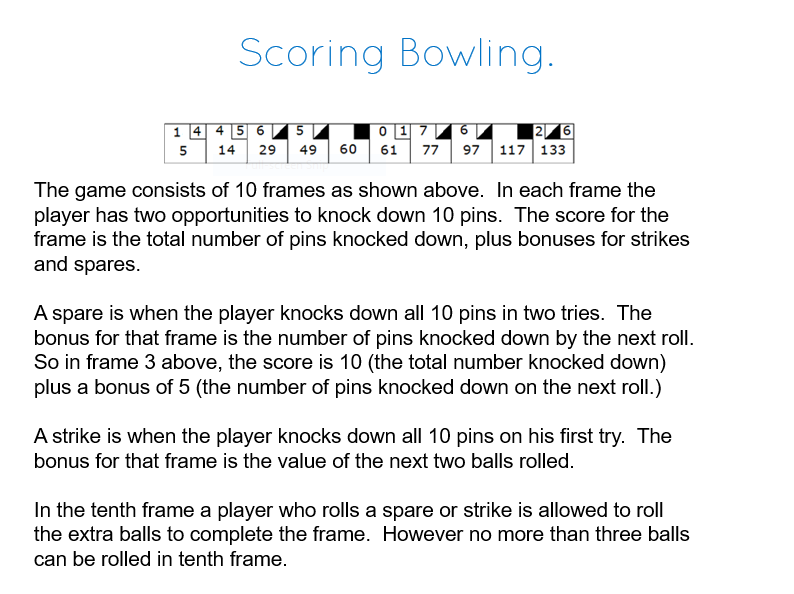 Scoring Bowling.
1 4 4 5 6 5 0 1 7 6 2 6
5 14 29 49 60 61 77 97 117 133
The game consists of 10 frames as shown above. In each frame the
player has two opportunities to knock down 10 pins. The score for the
frame is the total number of pins knocked down, plus bonuses for strikes
and spares.
A spare is when the player knocks down all 10 pins in two tries. The
bonus for that frame is the number of pins knocked down by the next roll.
So in frame 3 above, the score is 10 (the total number knocked down)
plus a bonus of 5 (the number of pins knocked down on the next roll.)
A strike is when the player knocks down all 10 pins on his first try. The
bonus for that frame is the value of the next two balls rolled.
In the tenth frame a player who rolls a spare or strike is allowed to roll
the extra balls to complete the frame. However no more than three balls
can be rolled in tenth frame.